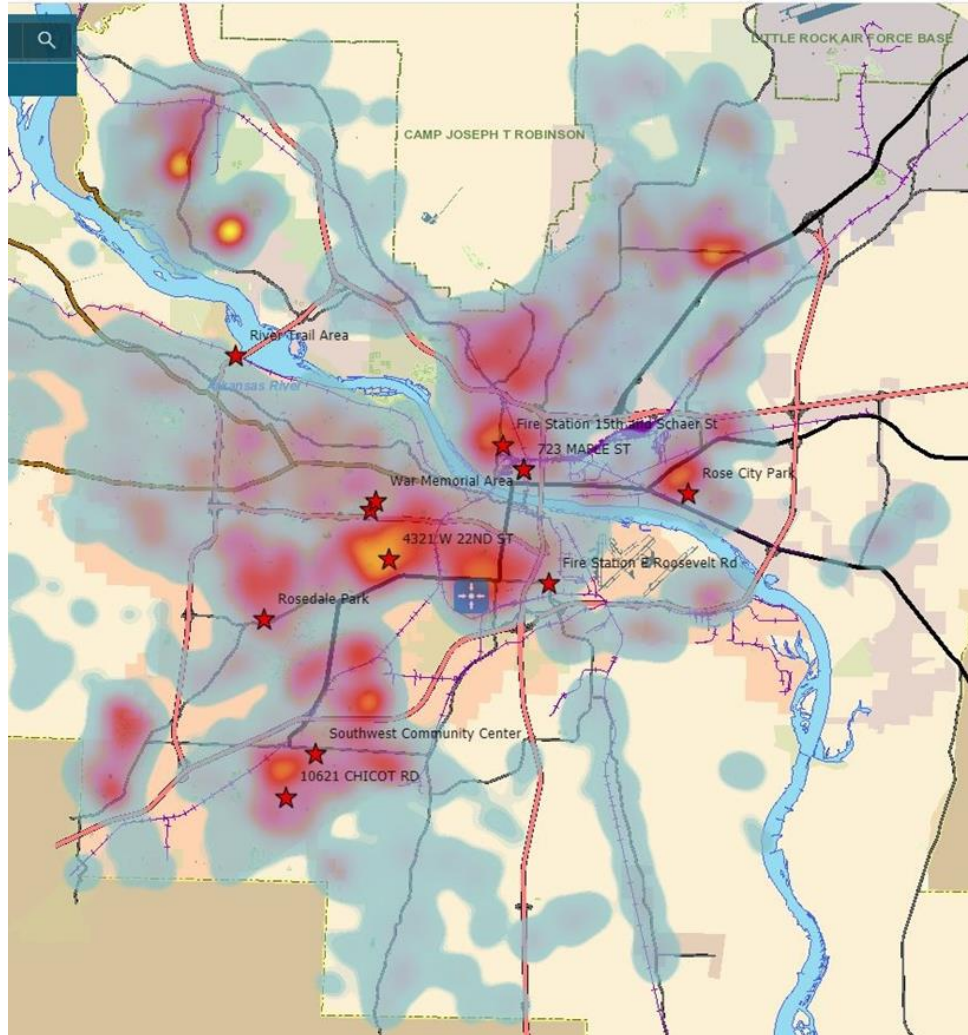 LITTLE ROCK AIR FORCE BASE
CAMP JOSEPH T ROBINSON
River Trail Area
Arkansas River
Fire Station 15th and Schaer St
723 MAPLE ST
Rose City Park
War Memorial Area
4321 W 22ND ST
Fire Station E Roosevelt Rd
Rosedale Park
Southwest Community Center
10621 CHICOT RD